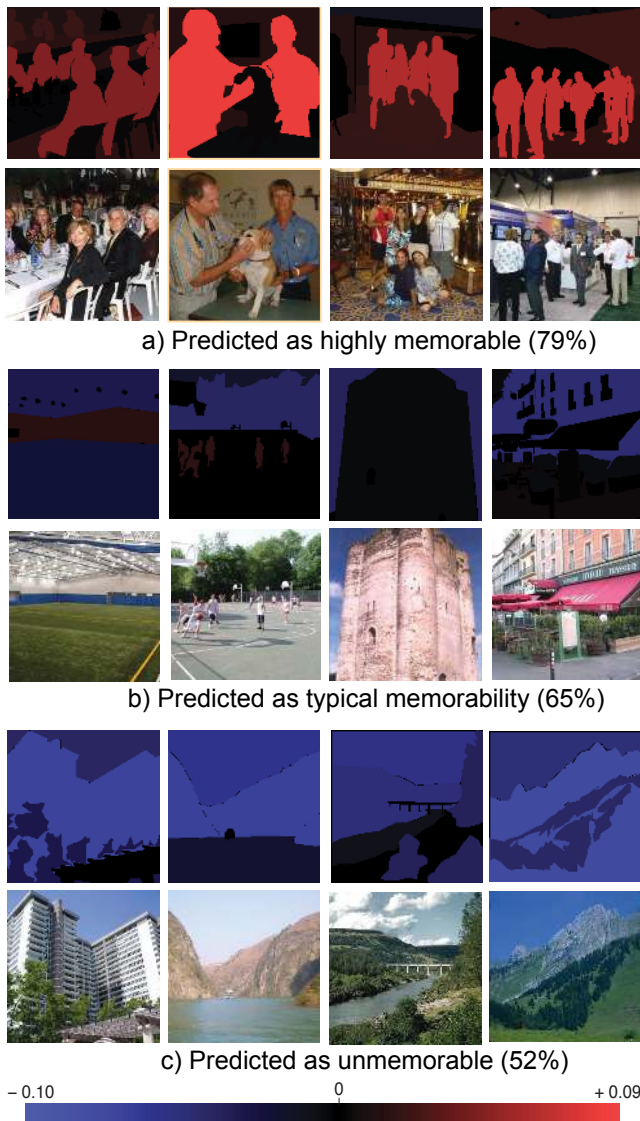 a) Predicted as highly memorable (79%)
b) Predicted as typical memorability (65%)
c) Predicted as unmemorable (52%)
– 0.10 0 + 0.09